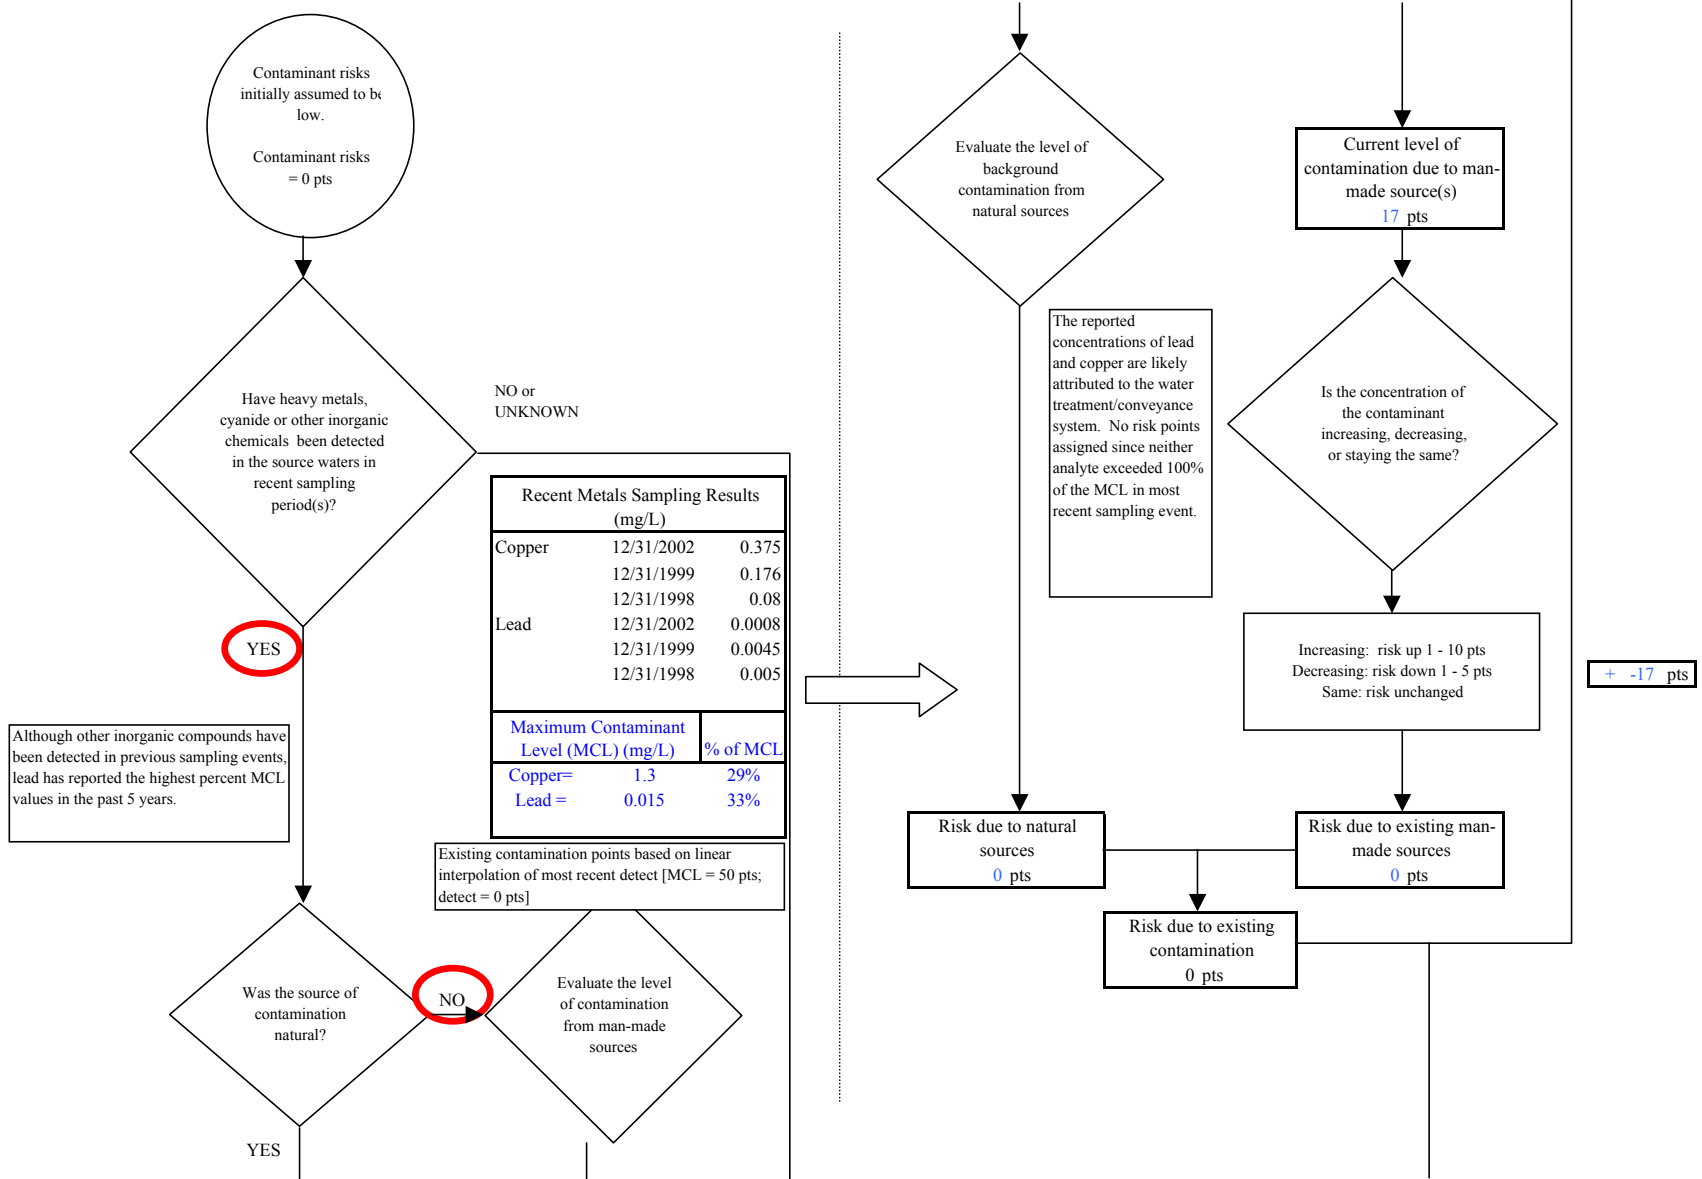 Contaminant risks
initially assumed to be
low.
Contaminant risks
= 0 pts
Have heavy metals,
cyanide or other inorganic
chemicals been detected
in the source waters in
recent sampling
period(s)?
NO or
UNKNOWN
YES
Recent Metals Sampling Results
(mg/L)
Copper 12/31/2002 0.375
12/31/1999 0.176
12/31/1998 0.08
Lead 12/31/2002 0.0008
12/31/1999 0.0045
12/31/1998 0.005
Maximum Contaminant
Level (MCL) (mg/L) % of MCL
Copper= 1.3 29%
Lead = 0.015 33%
Although other inorganic compounds have
been detected in previous sampling events,
lead has reported the highest percent MCL
values in the past 5 years.
Existing contamination points based on linear
interpolation of most recent detect [MCL = 50 pts;
detect = 0 pts]
Was the source of
contamination
natural?
NO
Evaluate the level
of contamination
from man-made
sources
YES
Evaluate the level of
background
contamination from
natural sources
The reported
concentrations of lead
and copper are likely
attributed to the water
treatment/conveyance
system. No risk points
assigned since neither
analyte exceeded 100%
of the MCL in most
recent sampling event.
Current level of
contamination due to man-
made source(s)
17 pts
Is the concentration of
the contaminant
increasing, decreasing,
or staying the same?
Increasing: risk up 1 - 10 pts
Decreasing: risk down 1 - 5 pts
Same: risk unchanged
+ -17 pts
Risk due to natural
sources
0 pts
Risk due to existing man-
made sources
0 pts
Risk due to existing
contamination
0 pts